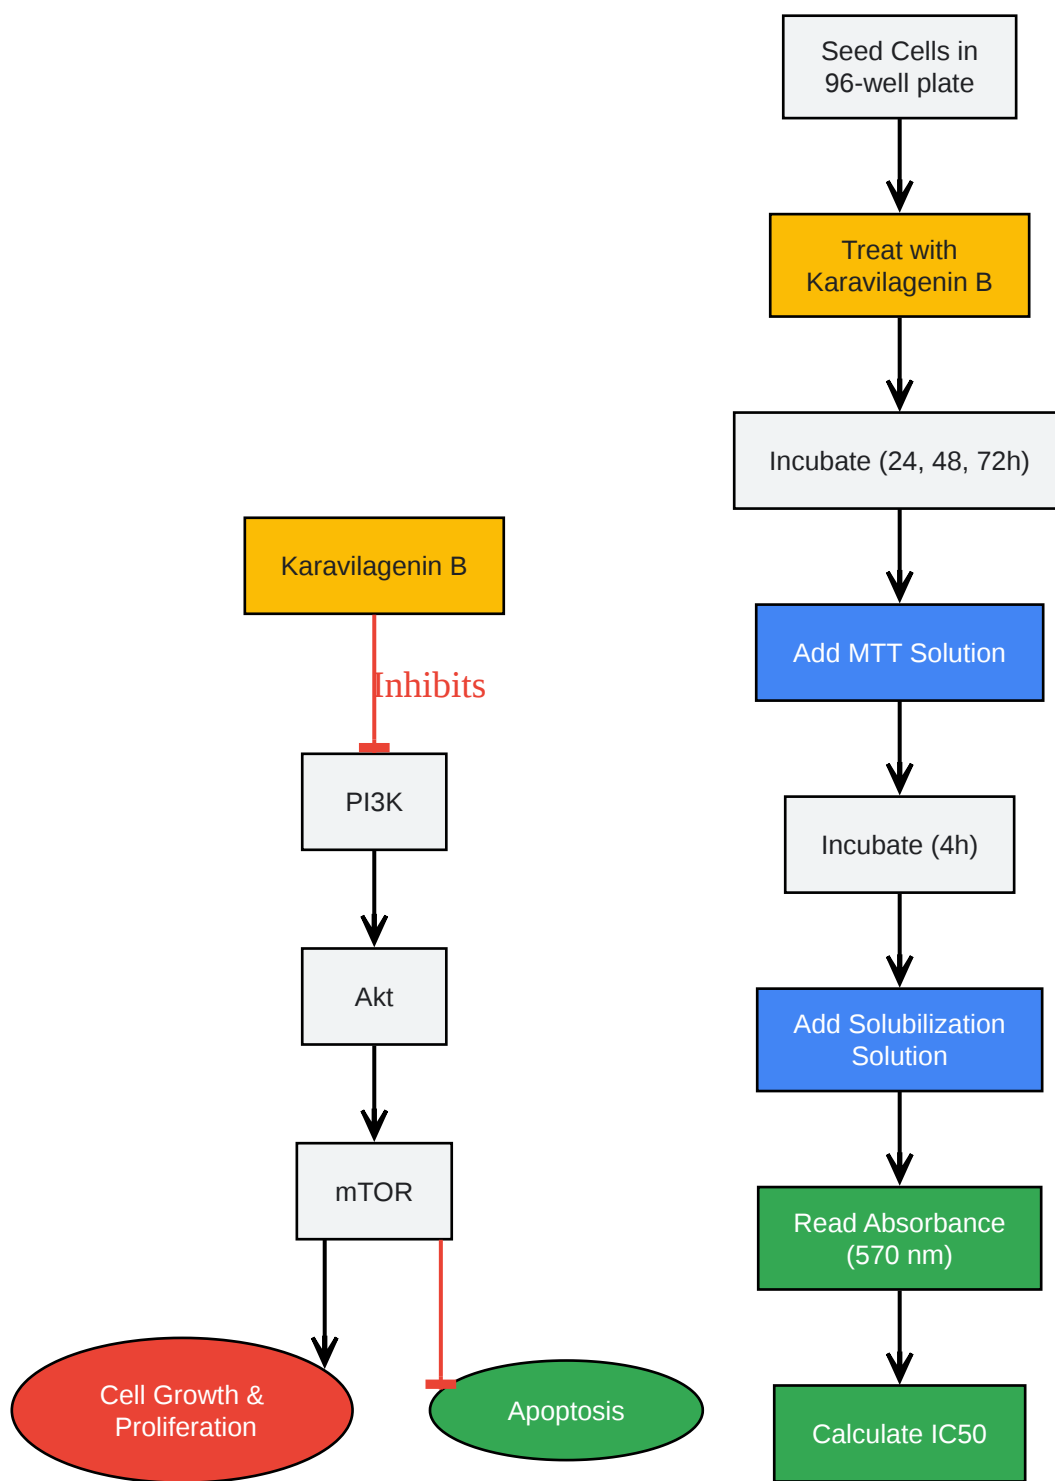 Karavilagenin B
Inhibits
PI3K
Akt
mTOR
Cell Growth &
Proliferation
Apoptosis
Seed Cells in
96-well plate
Treat with
Karavilagenin B
Incubate (24, 48, 72h)
Add MTT Solution
Incubate (4h)
Add Solubilization
Solution
Read Absorbance
(570 nm)
Calculate IC50